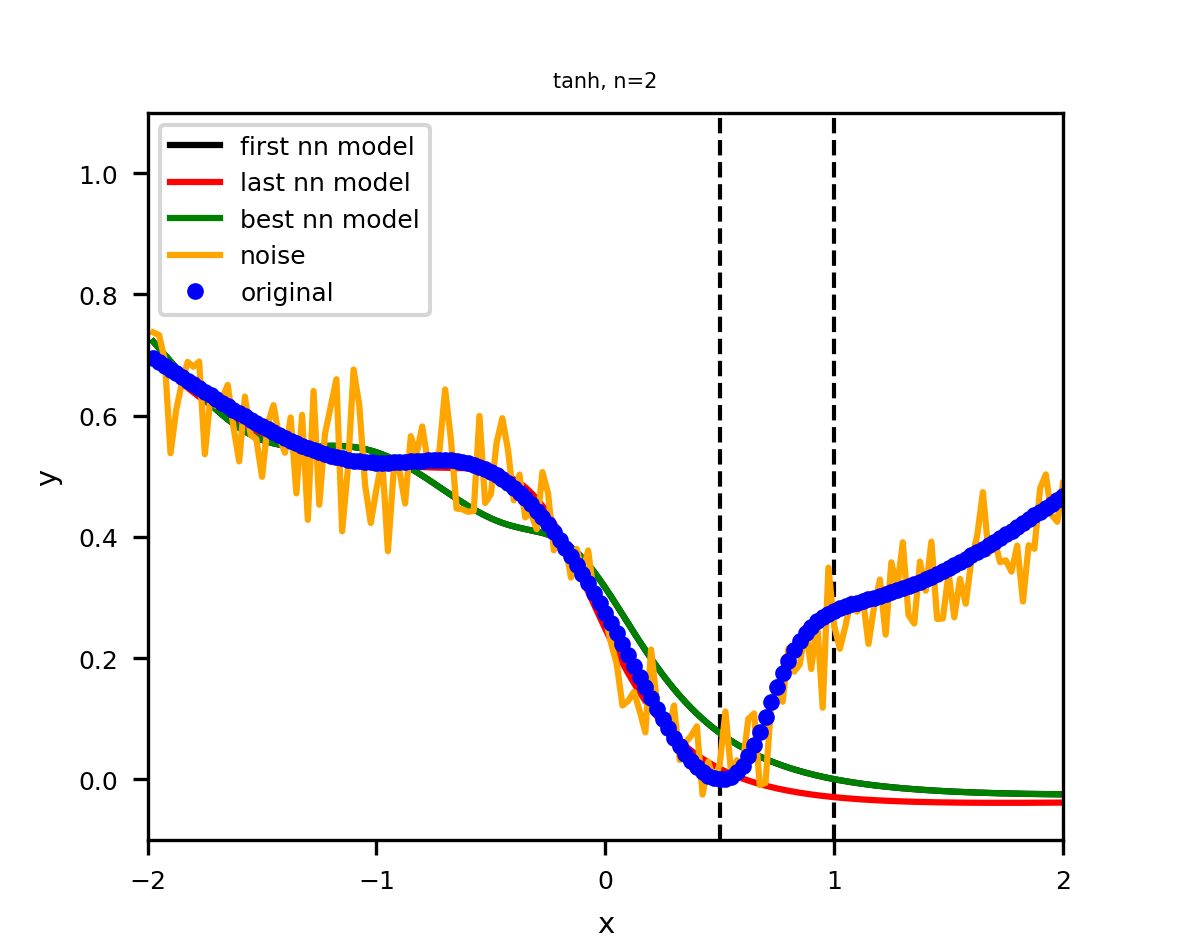 tanh, n=2
first nn model
last nn model
best nn model
noise
original
1.0
0.8
0.6
0.4
0.2
0.0
y
−2 −1 0 1 2
x